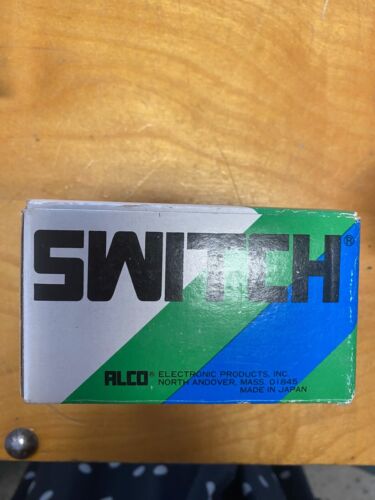 SWITCH®
ALCO® ELECTRONIC PRODUCTS, INC.
NORTH ANDOVER, MASS. 01845
MADE IN JAPAN